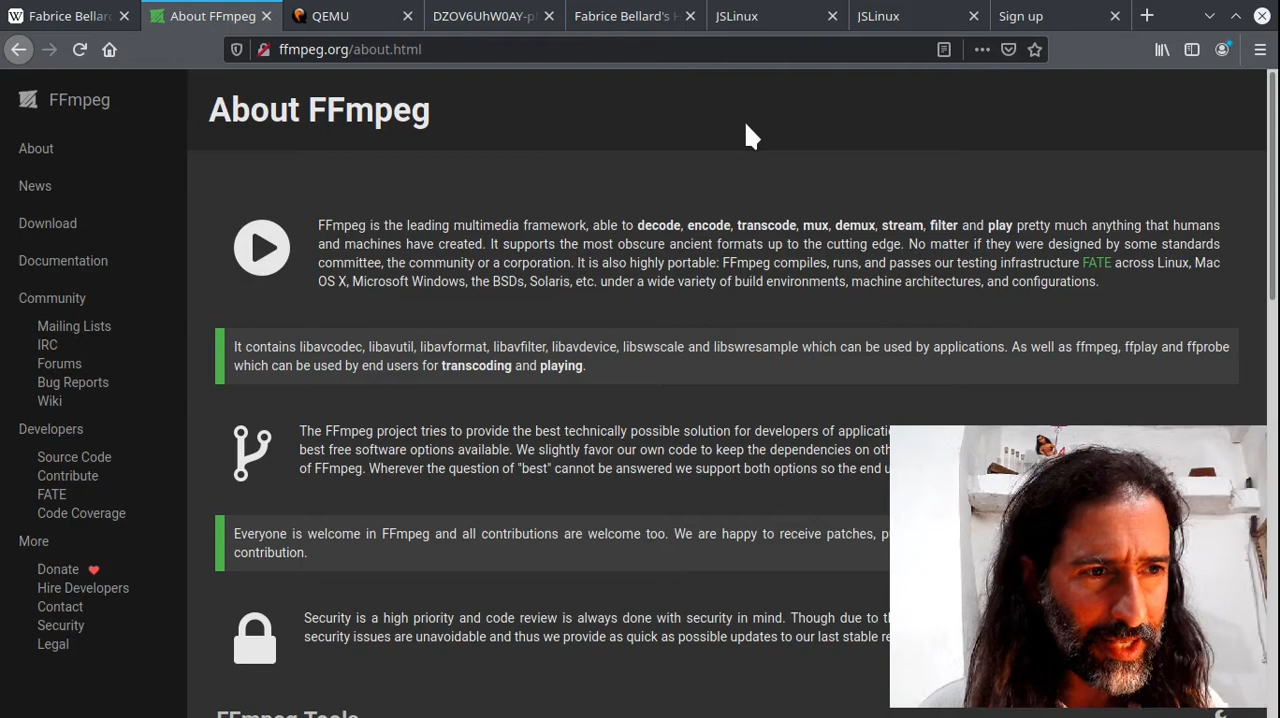 Fabrice Bellard
About FFmpeg
QEMU
DZOV6UhW0AY-p
Fabrice Bellard's H
JSLinux
JSLinux
Sign up
ffmpeg.org/about.html
FFmpeg
About
News
Download
Documentation
Community
Mailing Lists
IRC
Forums
Bug Reports
Wiki
Developers
Source Code
Contribute
FATE
Code Coverage
More
Donate
Hire Developers
Contact
Security
Legal
About FFmpeg
FFmpeg is the leading multimedia framework, able to decode, encode, transcode, mux, demux, stream, filter and play pretty much anything that humans
and machines have created. It supports the most obscure ancient formats up to the cutting edge. No matter if they were designed by some standards
committee, the community or a corporation. It is also highly portable: FFmpeg compiles, runs, and passes our testing infrastructure FATE across Linux, Mac
OS X, Microsoft Windows, the BSDs, Solaris, etc. under a wide variety of build environments, machine architectures, and configurations.
It contains libavcodec, libavutil, libavformat, libavfilter, libavdevice, libswscale and libswresample which can be used by applications. As well as ffmpeg, ffplay and ffprobe
which can be used by end users for transcoding and playing.
The FFmpeg project tries to provide the best technically possible solution for developers of applicati
best free software options available. We slightly favor our own code to keep the dependencies on oth
of FFmpeg. Wherever the question of "best" cannot be answered we support both options so the end u
Everyone is welcome in FFmpeg and all contributions are welcome too. We are happy to receive patches, p
contribution.
Security is a high priority and code review is always done with security in mind. Though due to th
security issues are unavoidable and thus we provide as quick as possible updates to our last stable re
FFmpeg Tools